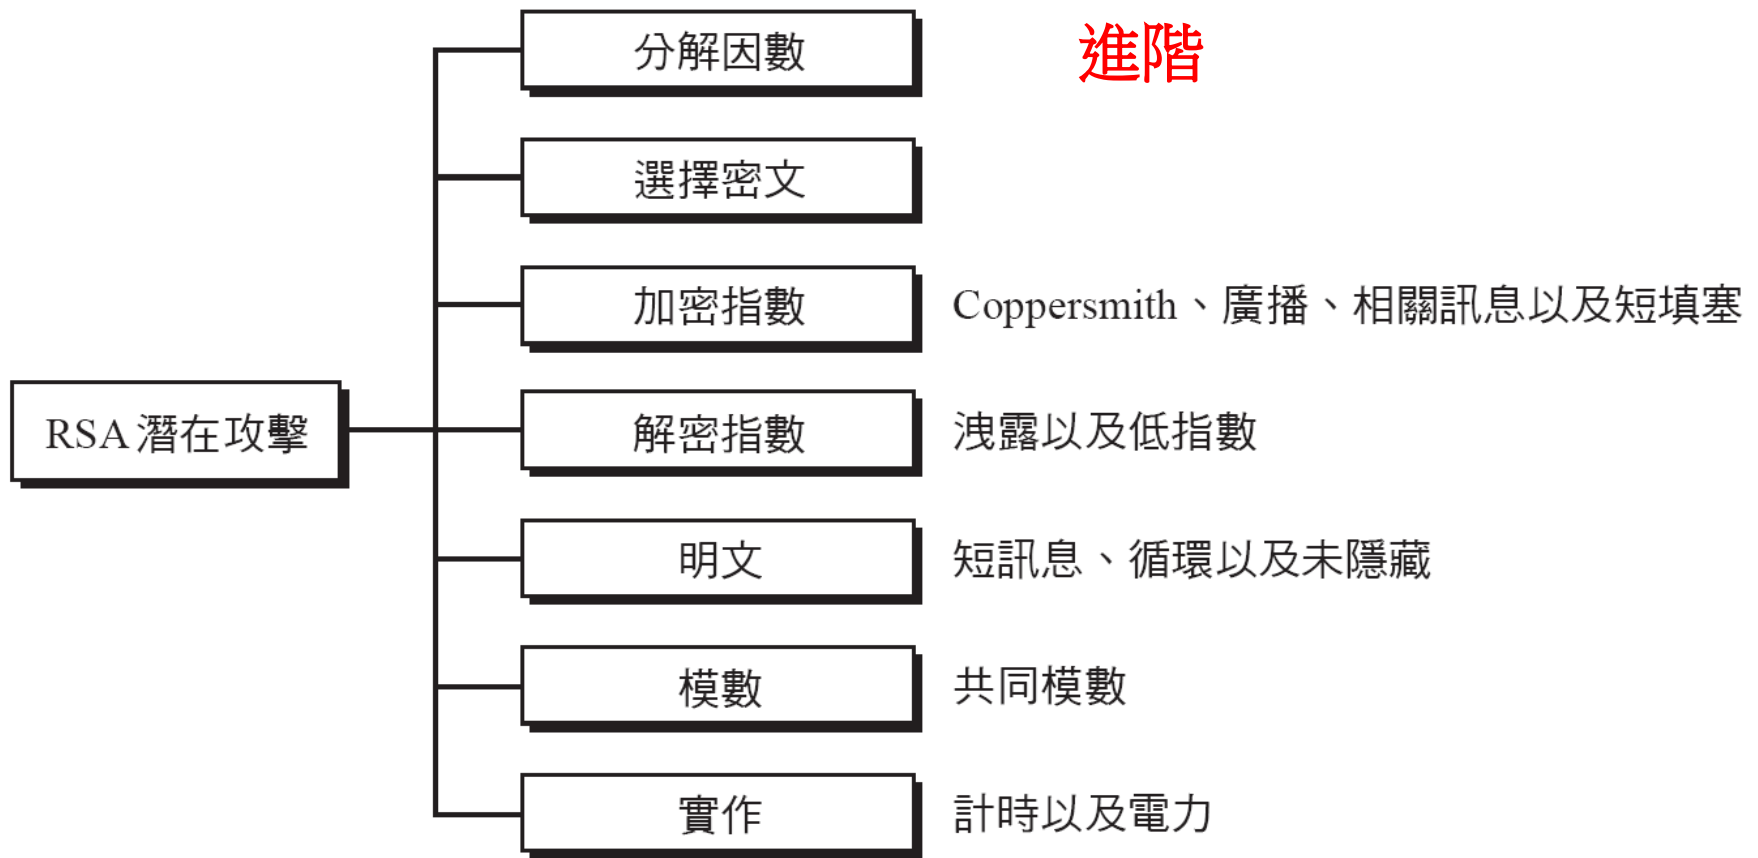 分解因數
進階
選擇密文
加密指數
Coppersmith、廣播、相關訊息以及短填塞
RSA 潛在攻擊
解密指數
洩露以及低指數
明文
短訊息、循環以及未隱藏
模數
共同模數
實作
計時以及電力